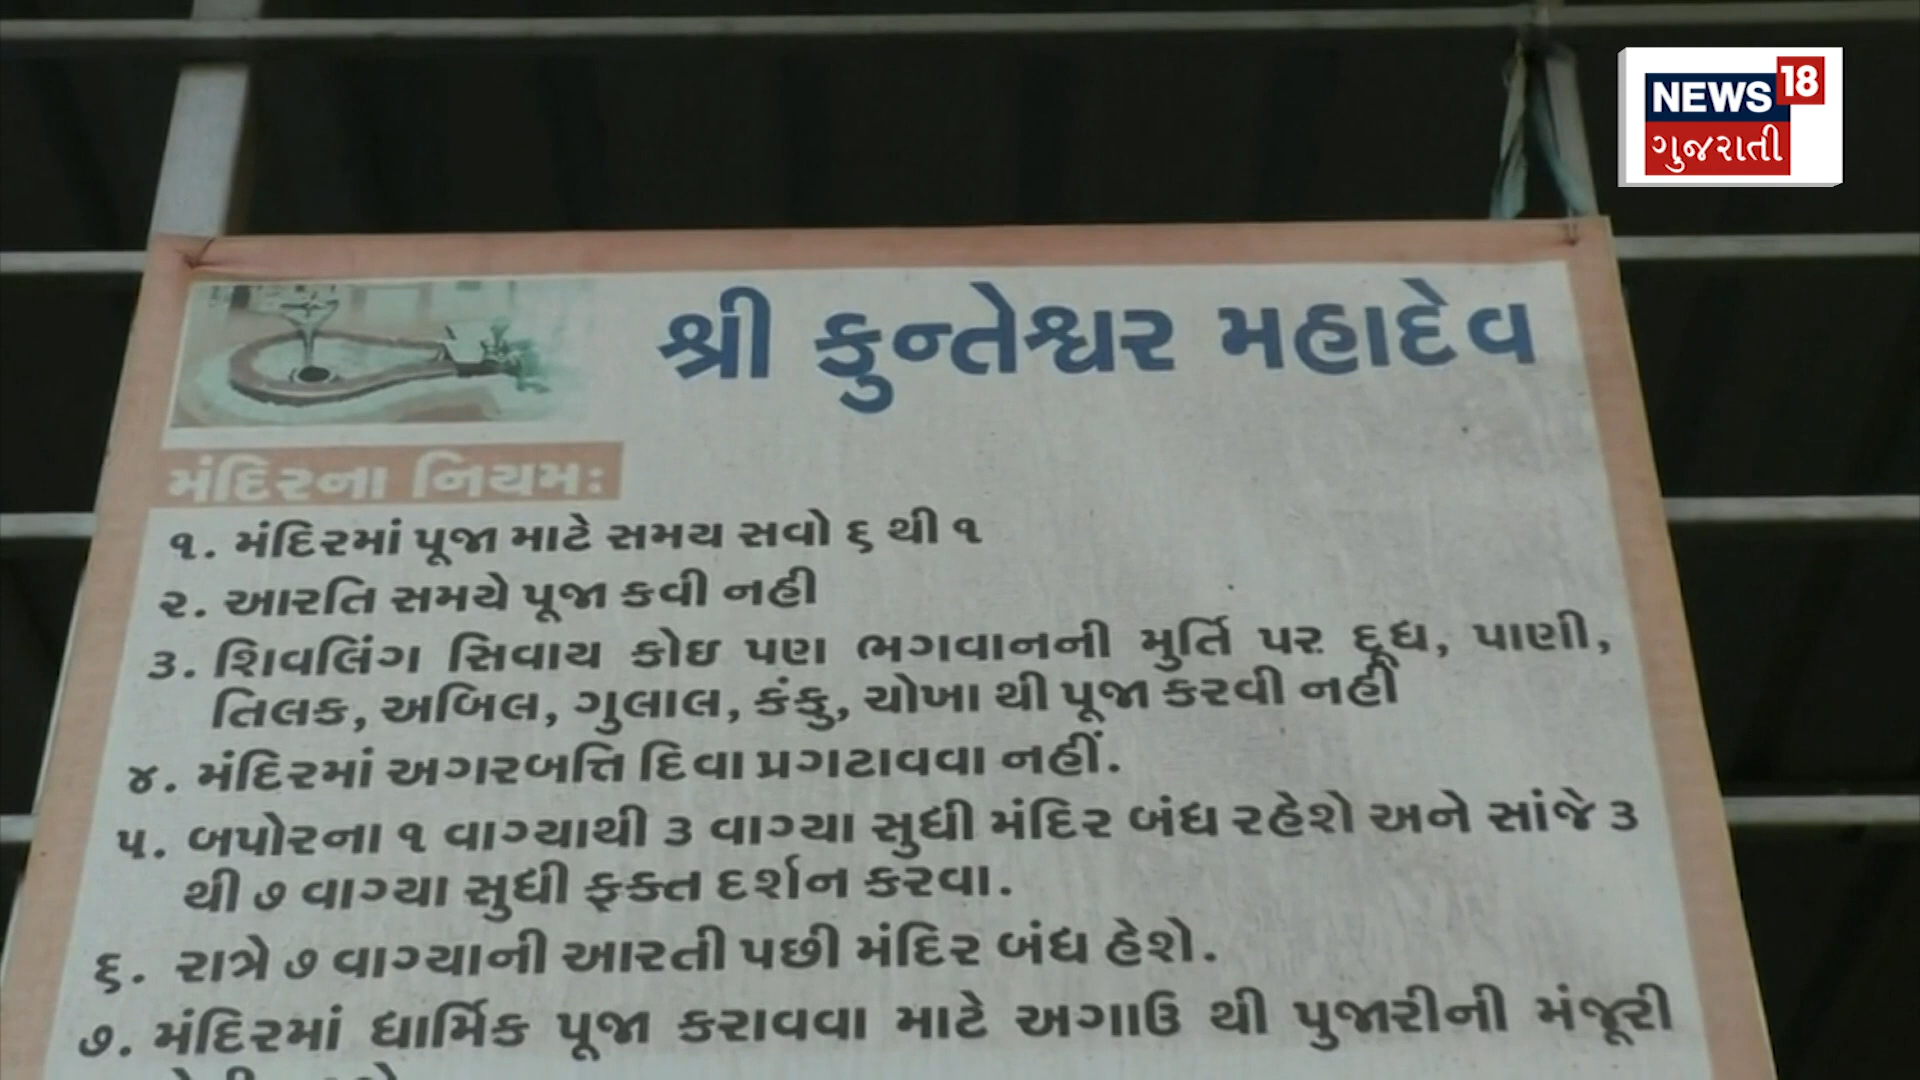 NEWS 18
ગુજરાતી
શ્રી કુન્તેશ્વર મહાદેવ
મંદિરના નિયમઃ
૧. મંદિરમાં પૂજા માટે સમય સવો ૬ થી ૧
૨. આરતિ સમયે પૂજા કવી નહી
૩. શિવલિંગ સિવાય કોઇ પણ ભગવાનની મુર્તિ પર દૂધ, પાણી,
તિલક, અબિલ, ગુલાલ, કંકુ, ચોખા થી પૂજા કરવી નહીં
૪. મંદિરમાં અગરબત્તિ દિવા પ્રગટાવવા નહીં.
૫. બપોરના ૧ વાગ્યાથી ૩ વાગ્યા સુધી મંદિર બંધ રહેશે અને સાંજે ૩
થી ૭ વાગ્યા સુધી ફક્ત દર્શન કરવા.
૬. રાત્રે ૭ વાગ્યાની આરતી પછી મંદિર બંધ હેશે.
૭. મંદિરમાં ધાર્મિક પૂજા કરાવવા માટે અગાઉ થી પુજારીની મંજૂરી